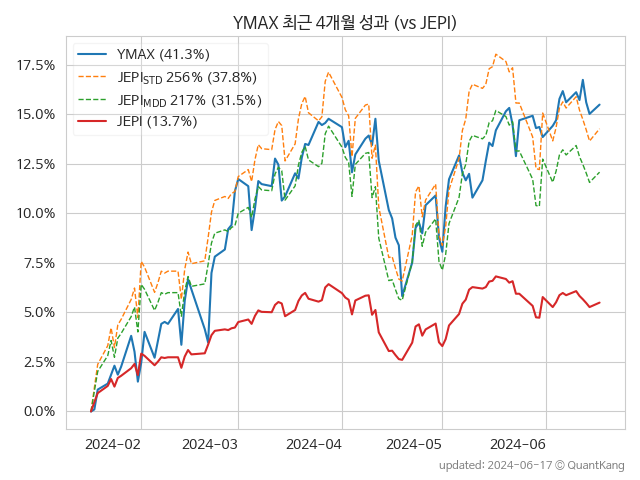 YMAX 최근 4개월 성과 (vs JEPI)
YMAX (41.3%)
JEPI_STD 256% (37.8%)
JEPI_MDD 217% (31.5%)
JEPI (13.7%)
17.5%
15.0%
12.5%
10.0%
7.5%
5.0%
2.5%
0.0%
2024-02 2024-03 2024-04 2024-05 2024-06
updated: 2024-06-17 © QuantKang